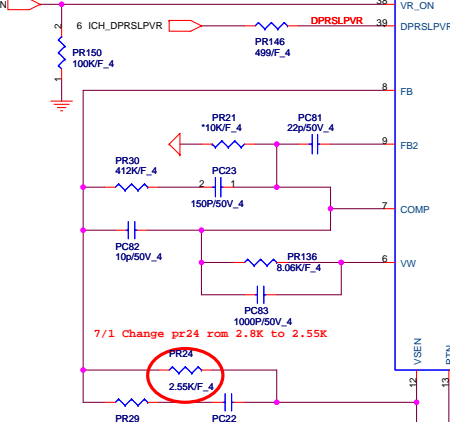 N
38
VR_ON
2
6 ICH_DPRSLPVR
DPRSLPVR
39
DPRSLPVR
PR146
499/F_4
PR150
100K/F_4
1
8
FB
PR21
*10K/F_4
PC81
22p/50V_4
9
FB2
PR30
412K/F_4
PC23
2
1
150P/50V_4
7
COMP
PC82
10p/50V_4
PR136
8.06K/F_4
6
VW
PC83
1000P/50V_4
7/1 Change pr24 rom 2.8K to 2.55K
PR24
2.55K/F_4
VSEN
12
13
PR29
PC22